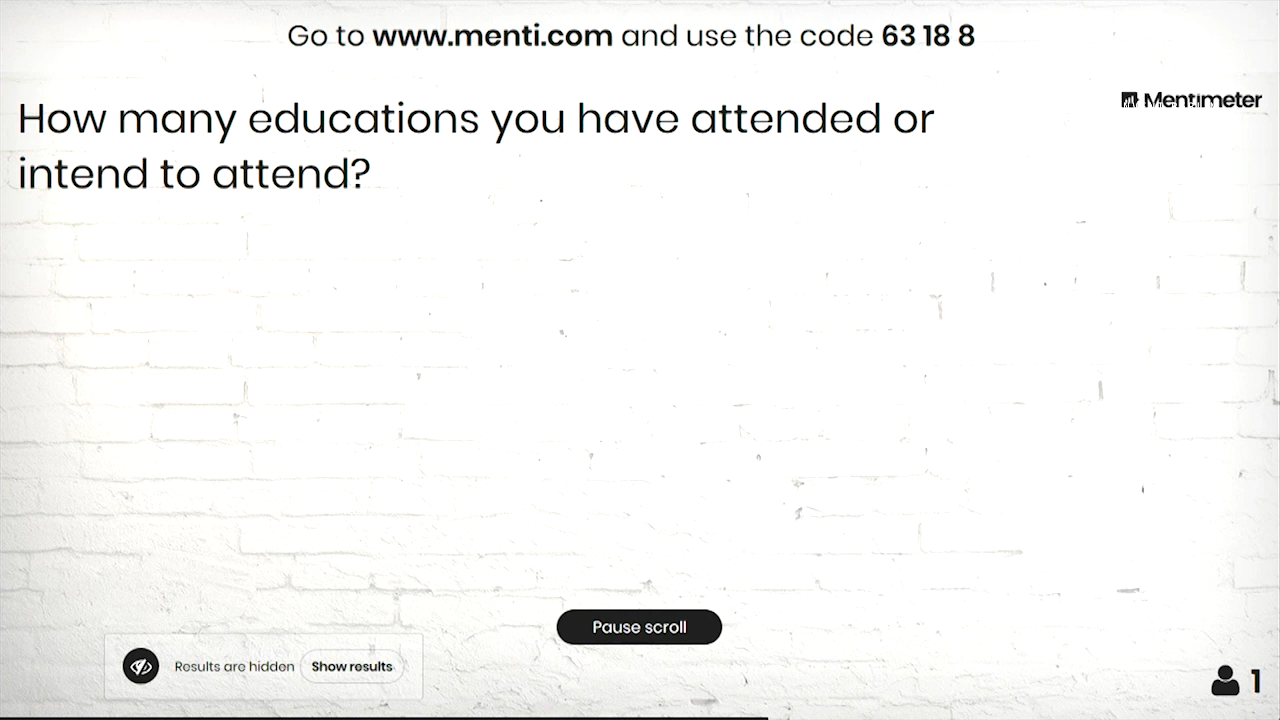 Go to www.menti.com and use the code 63 18 8
Mentimeter
How many educations you have attended or
intend to attend?
Pause scroll
Results are hidden Show results
1